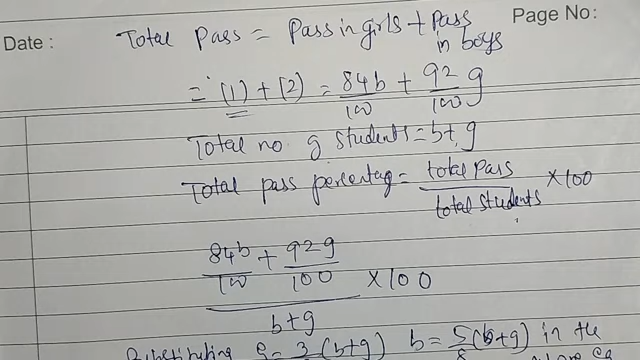 Date :
Page No:
Total Pass = Pass in girls + Pass in boys
= (1) + (2) = 84b/100 + 92/100 g
Total no g students = b+g
Total pass percentag = total Pass/total students × 100
(84b/100 + 92g/100)/(b+g) × 100
Substituting g = 3(b+g) b = 5(b+g)/8 in the